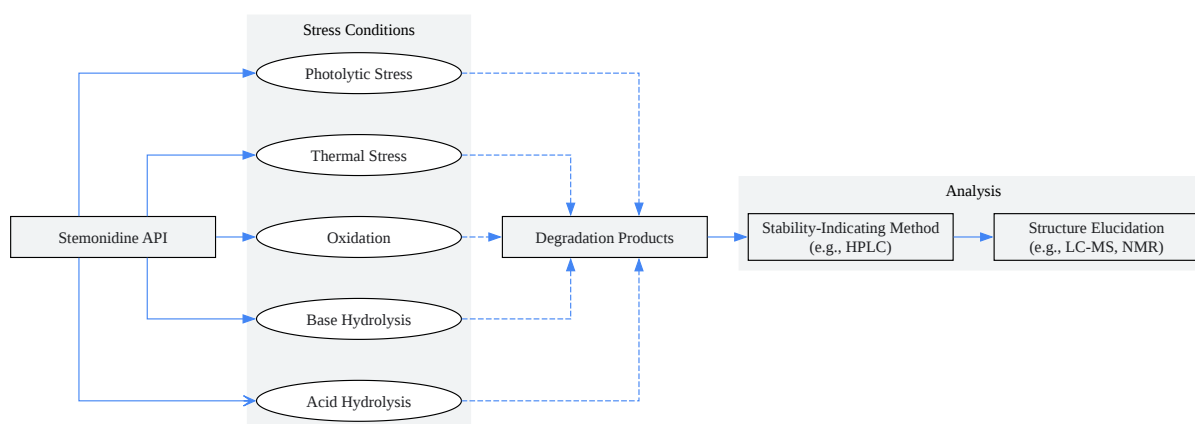 Stress Conditions
Photolytic Stress
Thermal Stress
Analysis
Stemonidine API
Oxidation
Degradation Products
Stability-Indicating Method
(e.g., HPLC)
Structure Elucidation
(e.g., LC-MS, NMR)
Base Hydrolysis
Acid Hydrolysis